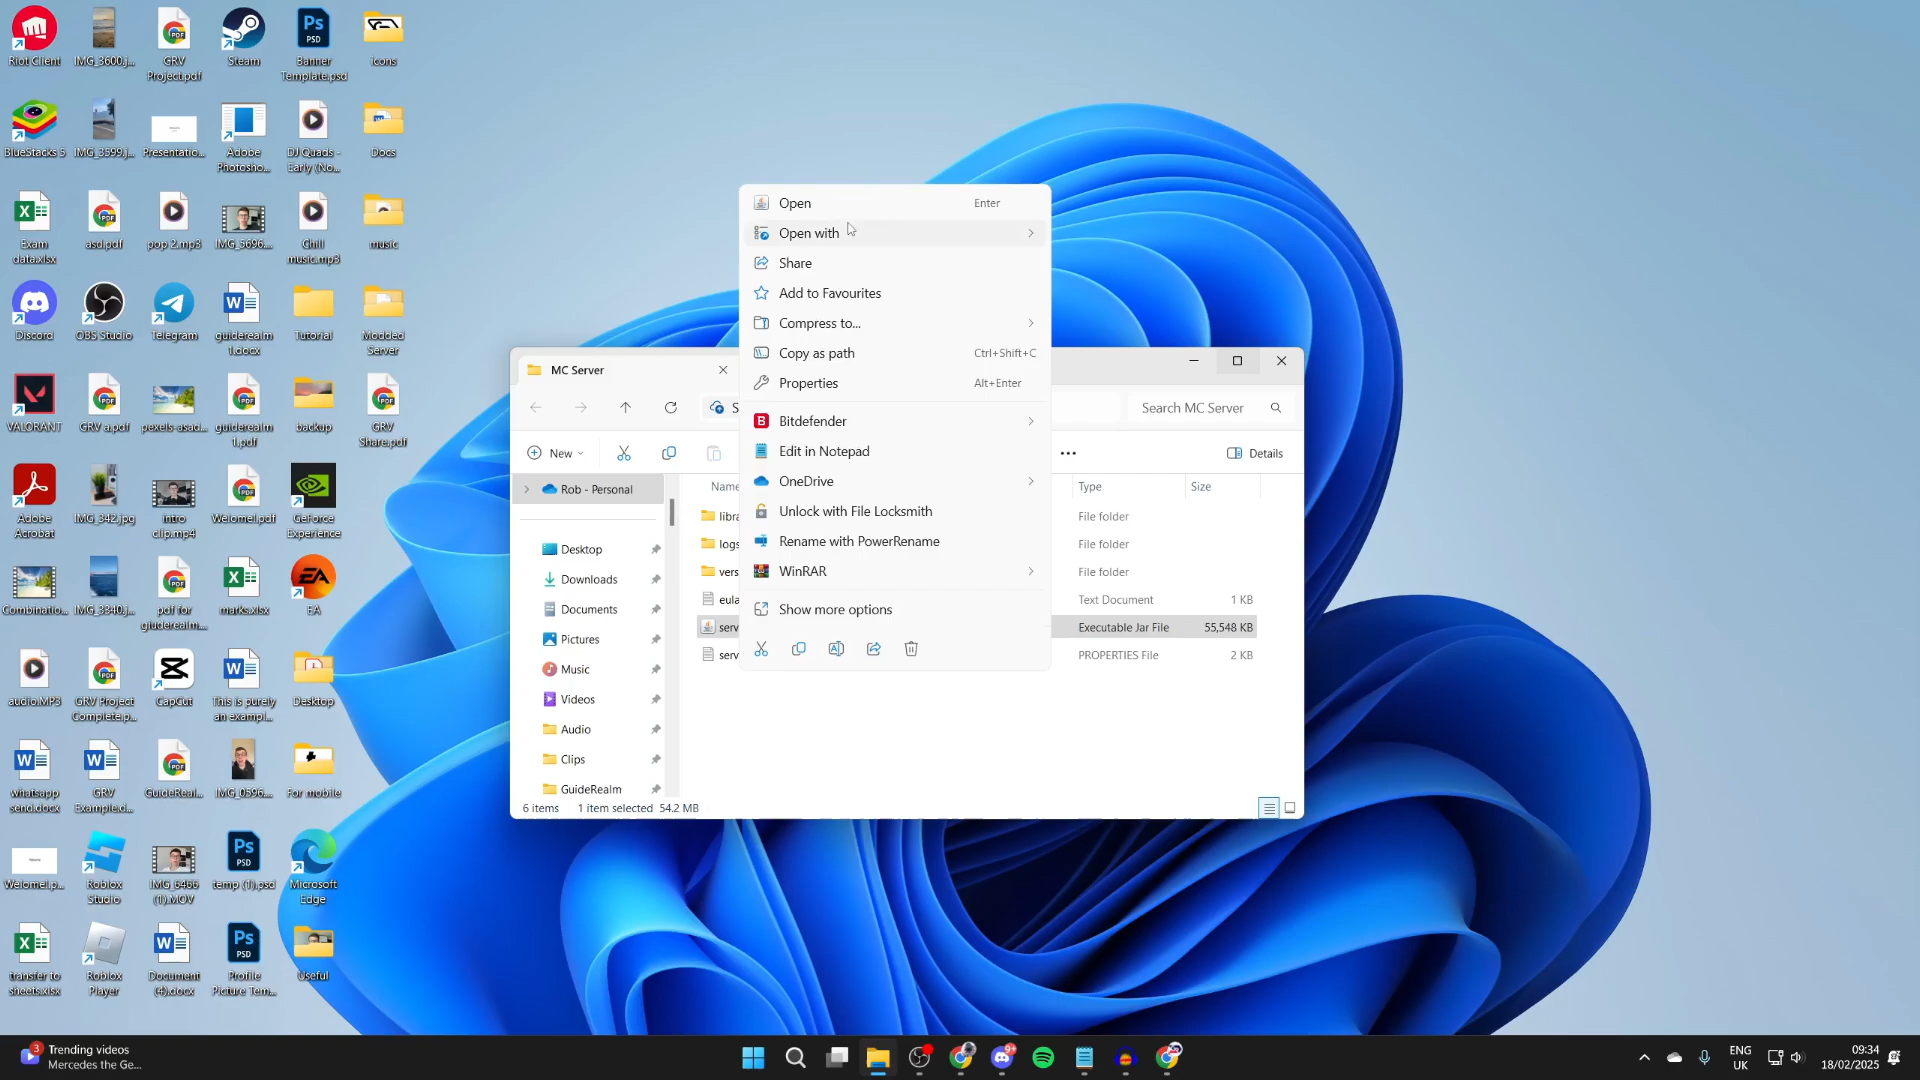 Riot Client
IMG_3600.j...
GRV
Project.pdf
Steam
Banner
Template.psd
icons
BlueStacks 5
IMG_3599.j...
Presentatio...
Adobe
Photosho...
DJ Quads -
Early (No...
Docs
Exam
data.xlsx
asd.pdf
pop 2.mp3
IMG_5696....
Chill
music.mp3
music
Discord
OBS Studio
Telegram
guiderealm
1.docx
Tutorial
Modded
Server
VALORANT
GRV a.pdf
pexels-asad...
guiderealm
1.pdf
backup
GRV
Share.pdf
Adobe
Acrobat
IMG_342.jpg
intro
clip.mp4
Welome!.pdf
GeForce
Experience
Combinatio...
IMG_3340.j...
pdf for
giuderealm...
marks.xlsx
EA
audio.MP3
GRV Project
Complete.p...
CapCut
This is purely
an exampl...
Desktop
whatsapp
send.docx
GRV
Example.d...
GuideReal...
IMG_0596....
For mobile
Welome!.p...
Roblox
Studio
IMG_6466
(1).MOV
temp (1).psd
Microsoft
Edge
transfer to
sheets.xlsx
Roblox
Player
Document
(4).docx
Profile
Picture Tem...
Useful
Open Enter
Open with
Share
Add to Favourites
Compress to...
Copy as path Ctrl+Shift+C
Properties Alt+Enter
Bitdefender
Edit in Notepad
OneDrive
Unlock with File Locksmith
Rename with PowerRename
WinRAR
Show more options
MC Server
S
Search MC Server
New
Details
Rob - Personal
Desktop
Downloads
Documents
Pictures
Music
Videos
Audio
Clips
GuideRealm
Name Type Size
libra File folder
logs File folder
vers File folder
eula Text Document 1 KB
serv Executable Jar File 55,548 KB
serv PROPERTIES File 2 KB
6 items 1 item selected 54.2 MB
3
Trending videos
Mercedes the Ge...
9+
ENG
UK
09:34
18/02/2025